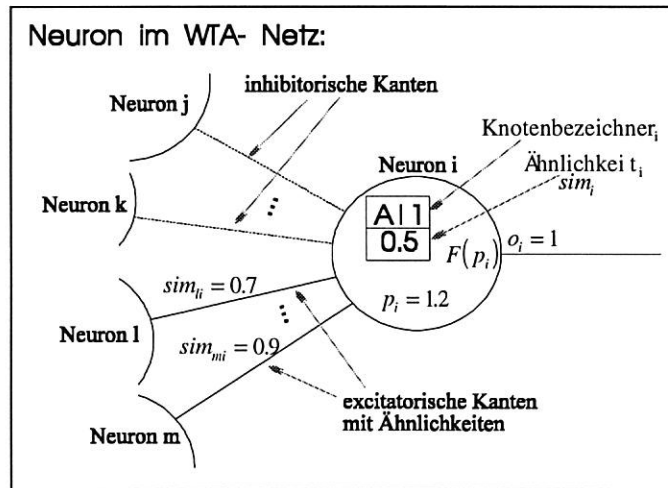 Neuron im WTA- Netz:
inhibitorische Kanten
Neuron j
Knotenbezeichner_i
Neuron i
Ähnlichkei t_i
sim_i
Neuron k
A | 1
0.5
F(p_i)
o_i = 1
sim_li = 0.7
p_i = 1.2
Neuron l
sim_mi = 0.9
excitatorische Kanten
mit Ähnlichkeiten
Neuron m